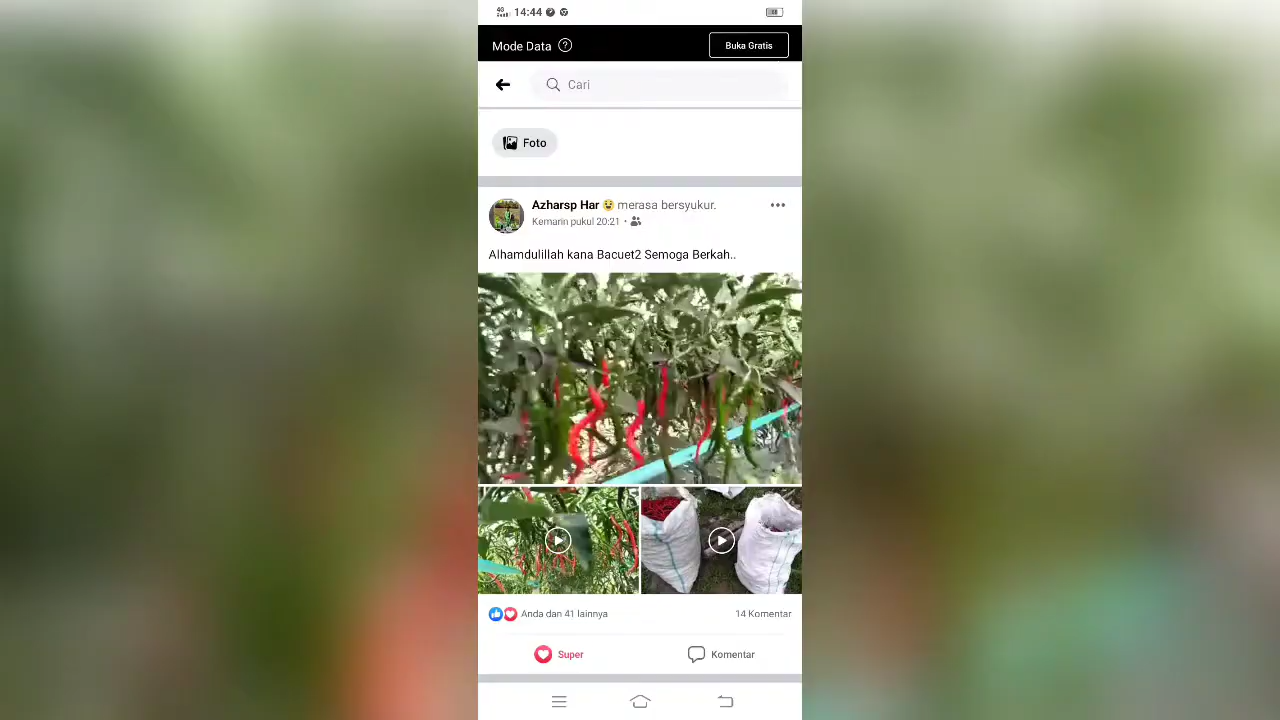 4G 14:44
Mode Data ? Buka Gratis
Cari
Foto
Azharsp Har 😉 merasa bersyukur.
Kemarin pukul 20:21 •
Alhamdulillah kana Bacuet2 Semoga Berkah..
Anda dan 41 lainnya 14 Komentar
Super Komentar